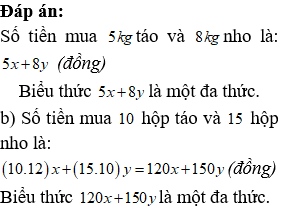 Đáp án:
Số tiền mua 5kg táo và 8kg nho là:
5x+8y (đồng)
Biểu thức 5x+8y là một đa thức.
b) Số tiền mua 10 hộp táo và 15 hộp
nho là:
(10.12)x+(15.10)y=120x+150y (đồng)
Biểu thức 120x+150y là một đa thức.